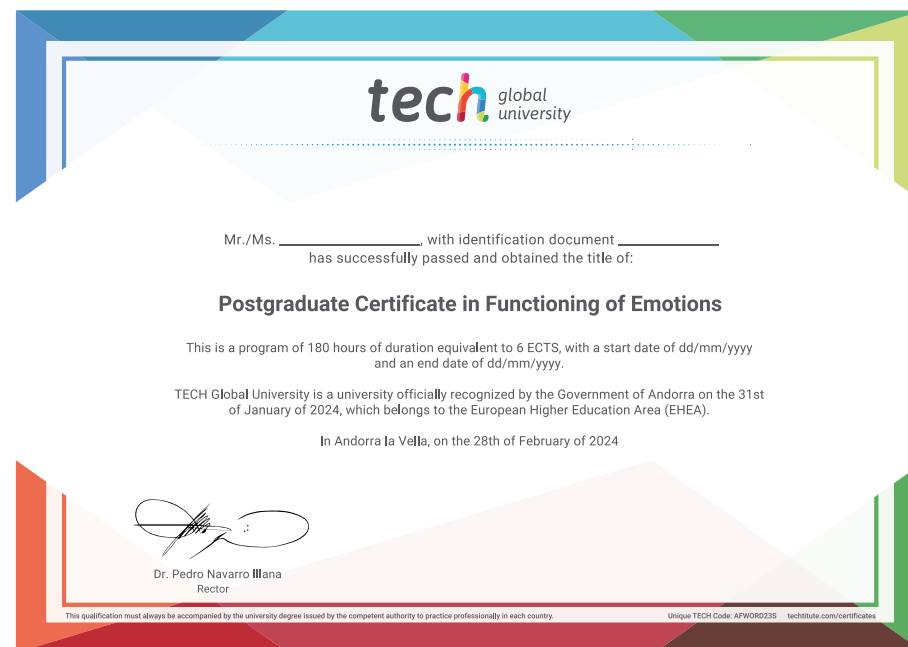 tech global university
Mr./Ms. ____________________, with identification document ______________
has successfully passed and obtained the title of:
Postgraduate Certificate in Functioning of Emotions
This is a program of 180 hours of duration equivalent to 6 ECTS, with a start date of dd/mm/yyyy
and an end date of dd/mm/yyyy.
TECH Global University is a university officially recognized by the Government of Andorra on the 31st
of January of 2024, which belongs to the European Higher Education Area (EHEA).
In Andorra la Vella, on the 28th of February of 2024
Dr. Pedro Navarro Illana
Rector
This qualification must always be accompanied by the university degree issued by the competent authority to practice professionally in each country.
Unique TECH Code: AFWORD23S techtitute.com/certificates